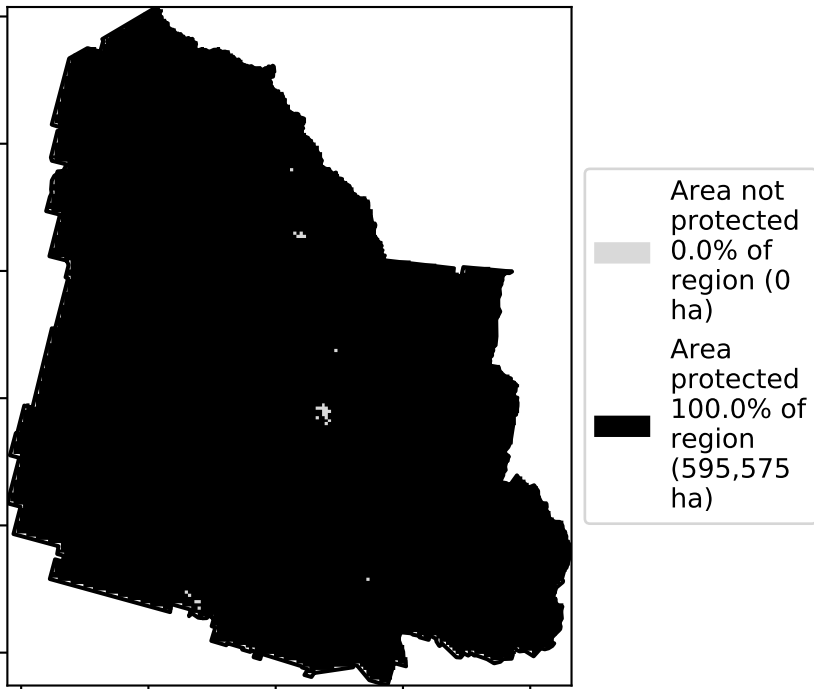 Area not
protected
0.0% of
region (0
ha)
Area
protected
100.0% of
region
(595,575
ha)